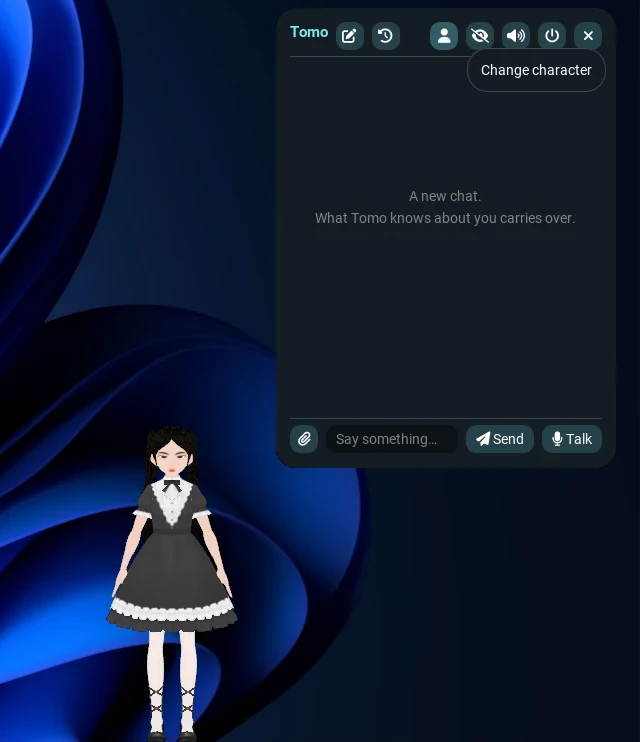 Tomo
Change character
A new chat.
What Tomo knows about you carries over.
Say something...
Send
Talk